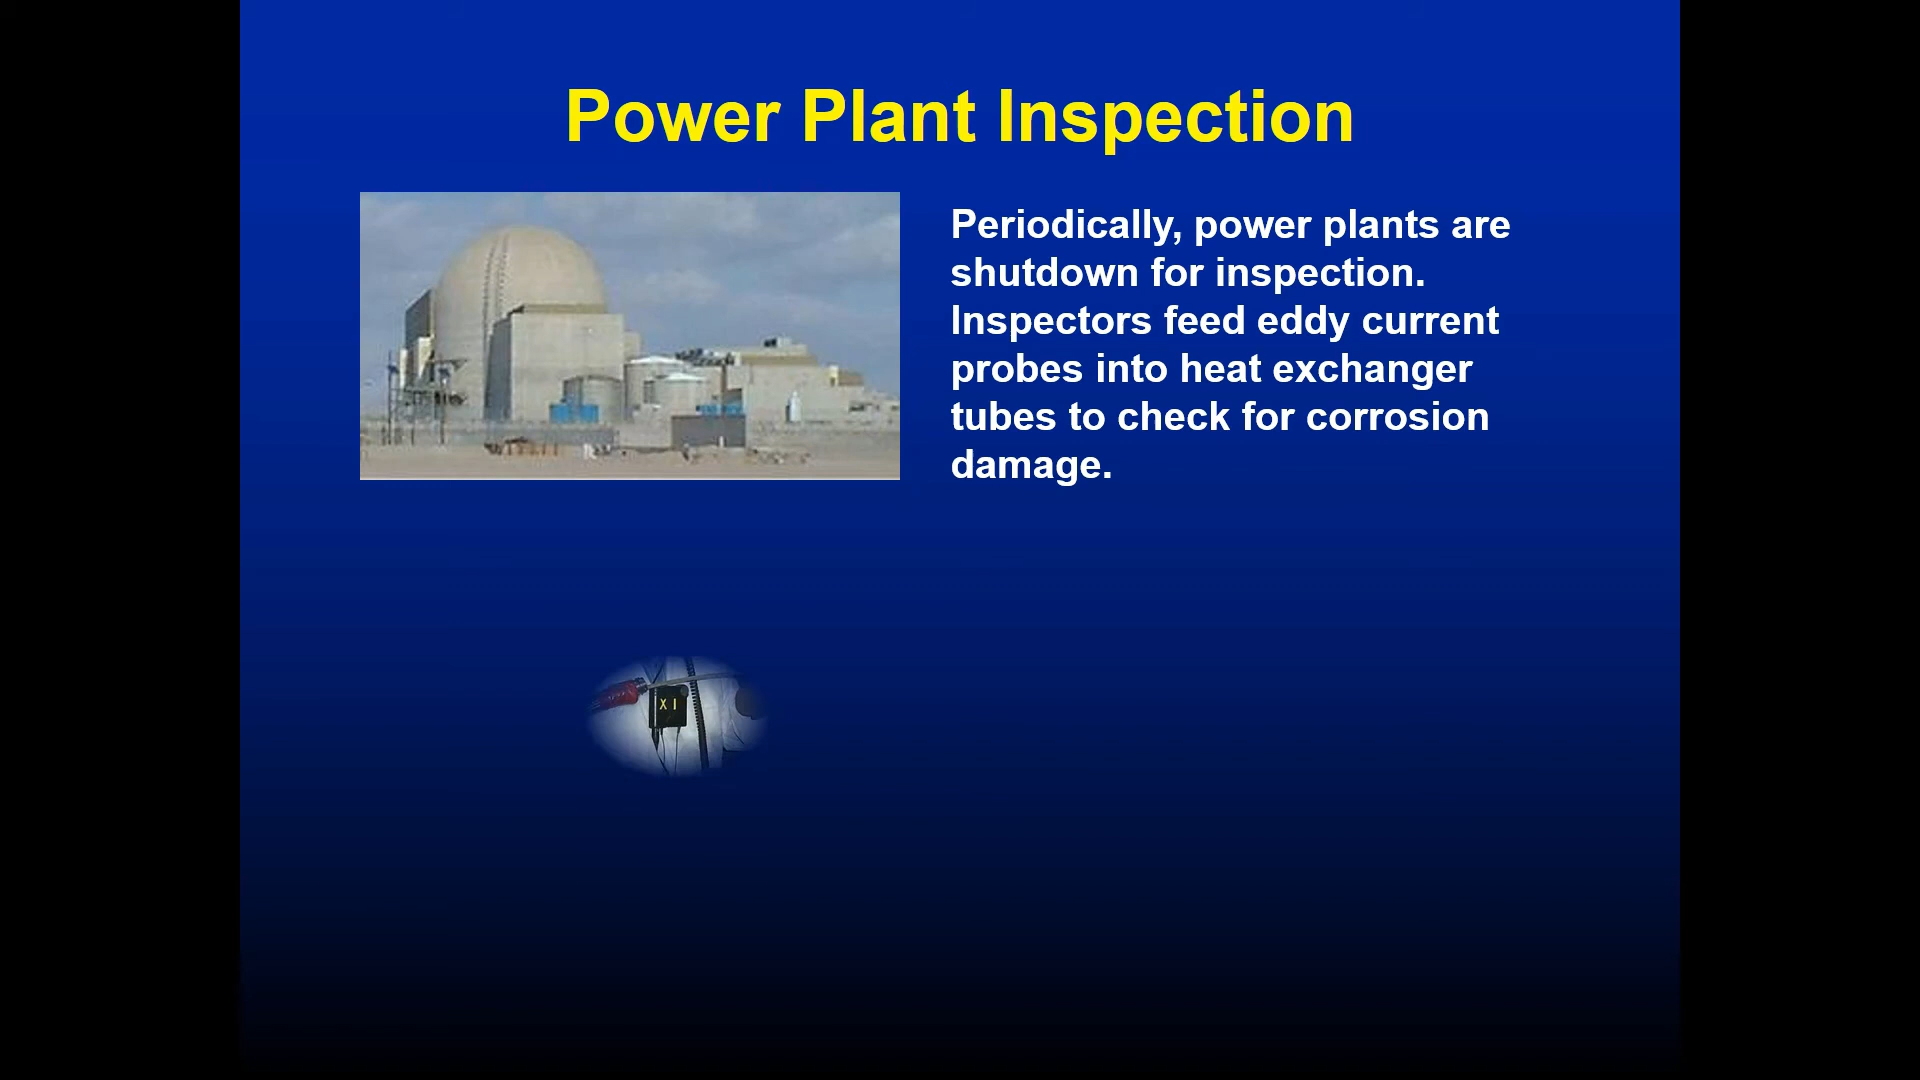 Power Plant Inspection
Periodically, power plants are
shutdown for inspection.
Inspectors feed eddy current
probes into heat exchanger
tubes to check for corrosion
damage.
X I